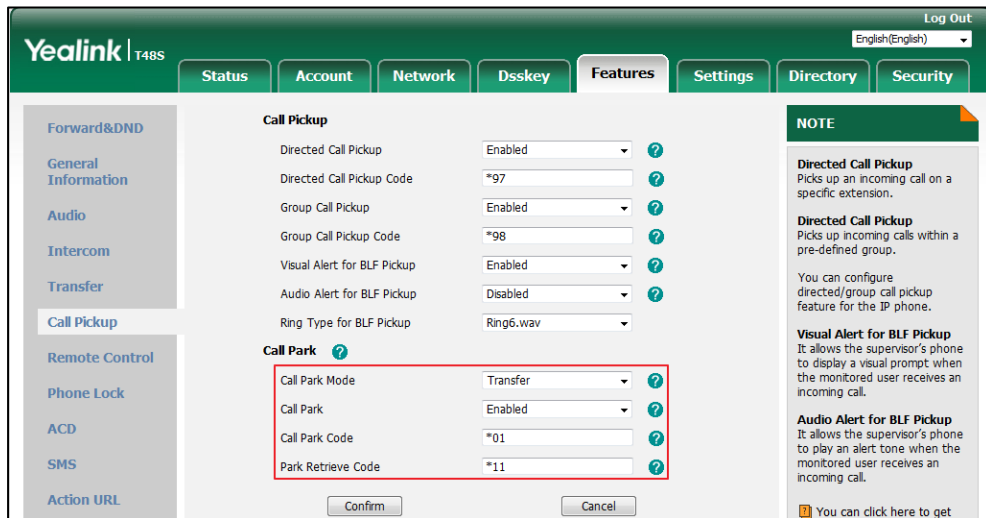 Log Out
English(English)
Yealink | T48S
Status Account Network Dsskey Features Settings Directory Security
Forward&DND
General
Information
Audio
Intercom
Transfer
Call Pickup
Remote Control
Phone Lock
ACD
SMS
Action URL
Call Pickup
Directed Call Pickup Enabled
Directed Call Pickup Code *97
Group Call Pickup Enabled
Group Call Pickup Code *98
Visual Alert for BLF Pickup Enabled
Audio Alert for BLF Pickup Disabled
Ring Type for BLF Pickup Ring6.wav
Call Park
Call Park Mode Transfer
Call Park Enabled
Call Park Code *01
Park Retrieve Code *11
Confirm Cancel
NOTE
Directed Call Pickup
Picks up an incoming call on a
specific extension.
Directed Call Pickup
Picks up incoming calls within a
pre-defined group.
You can configure
directed/group call pickup
feature for the IP phone.
Visual Alert for BLF Pickup
It allows the supervisor's phone
to display a visual prompt when
the monitored user receives an
incoming call.
Audio Alert for BLF Pickup
It allows the supervisor's phone
to play an alert tone when the
monitored user receives an
incoming call.
You can click here to get